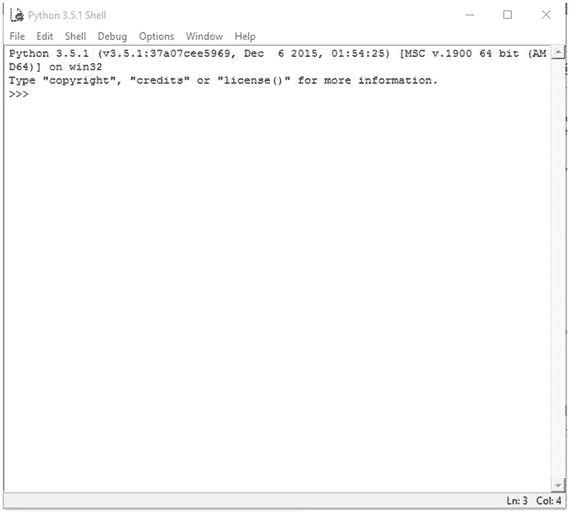 Python 3.5.1 Shell
File Edit Shell Debug Options Window Help
Python 3.5.1 (v3.5.1:37a07cee5969, Dec  6 2015, 01:54:25) [MSC v.1900 64 bit (AM
D64)] on win32
Type "copyright", "credits" or "license()" for more information.
>>>
Ln: 3 Col: 4